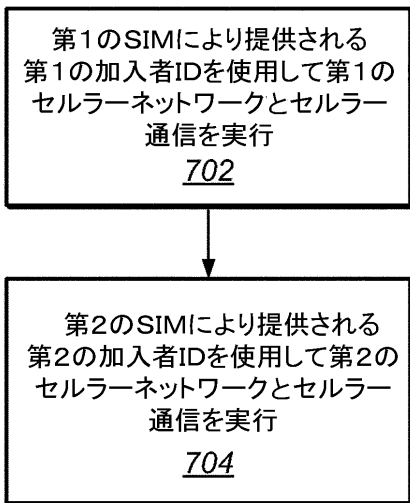 第1のSIMにより提供される
第1の加入者IDを使用して第1の
セルラーネットワークとセルラー
通信を実行
702
第2のSIMにより提供される
第2の加入者IDを使用して第2の
セルラーネットワークとセルラー
通信を実行
704